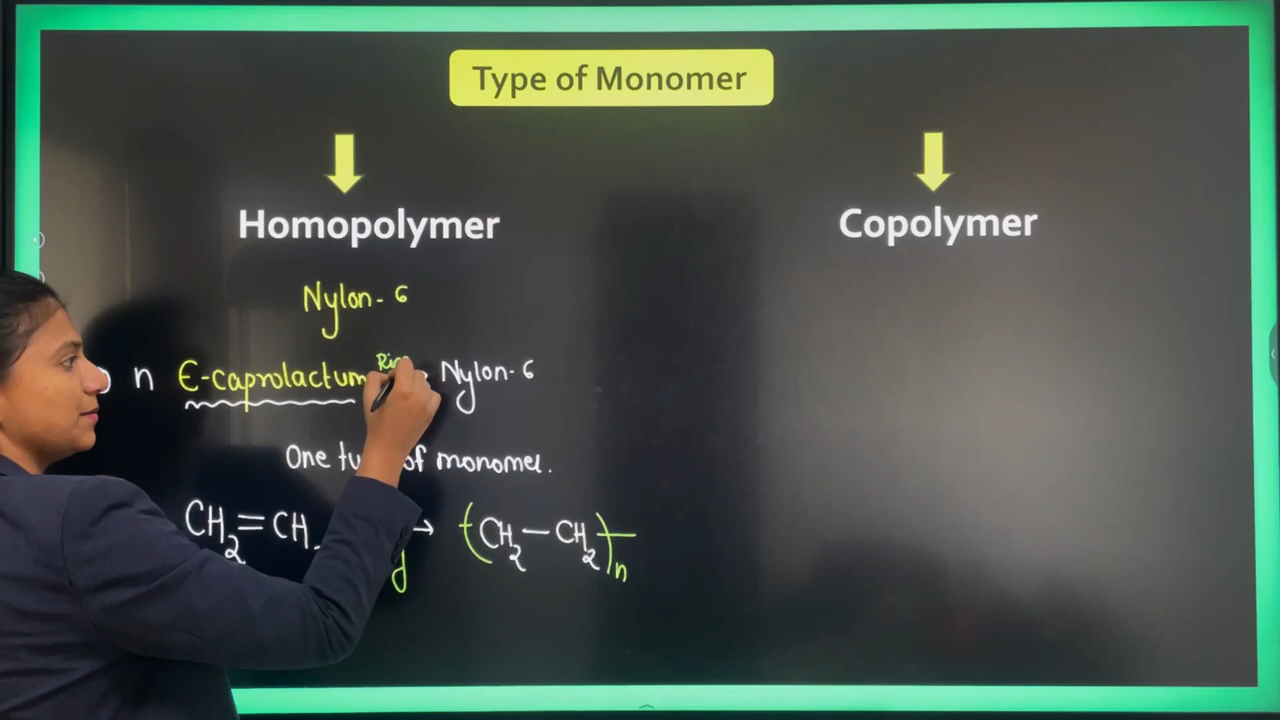 Type of Monomer
Homopolymer
Copolymer
Nylon-6
n Є-caprolactum
Nylon-6
One of monomer.
CH2=CH
→ (CH2—CH2)n